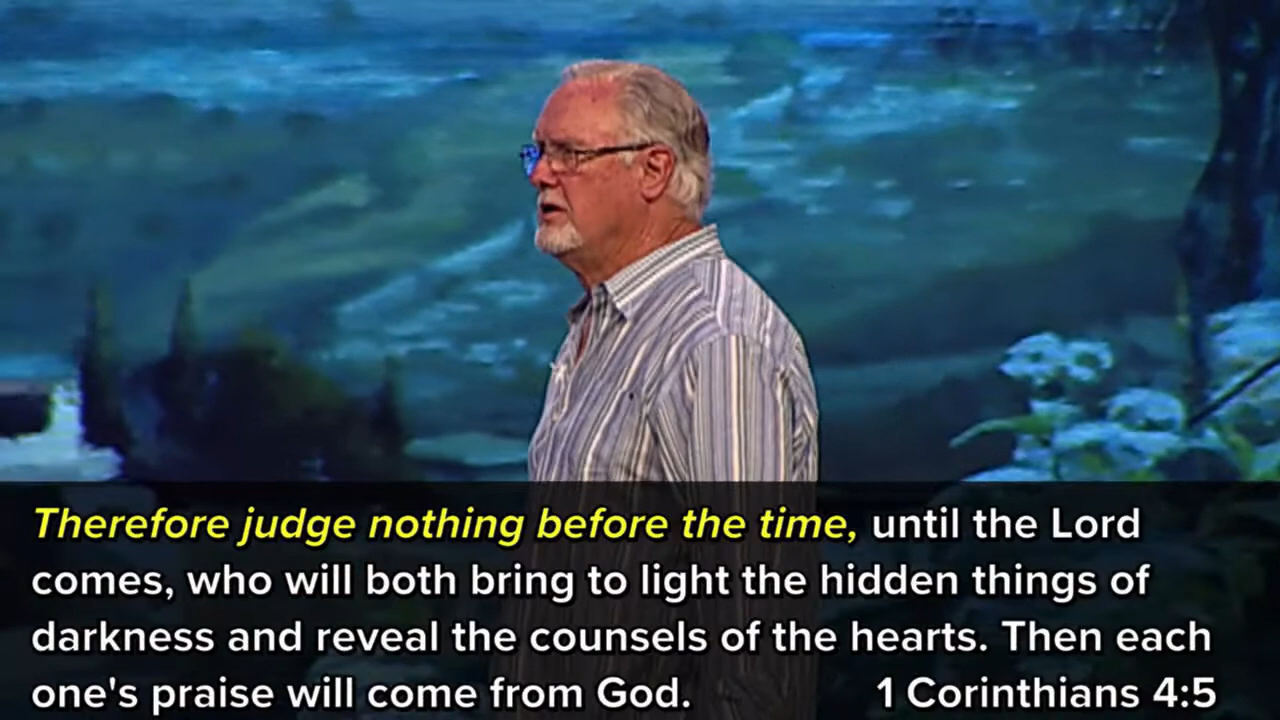 Therefore judge nothing before the time, until the Lord
comes, who will both bring to light the hidden things of
darkness and reveal the counsels of the hearts. Then each
one's praise will come from God. 1 Corinthians 4:5